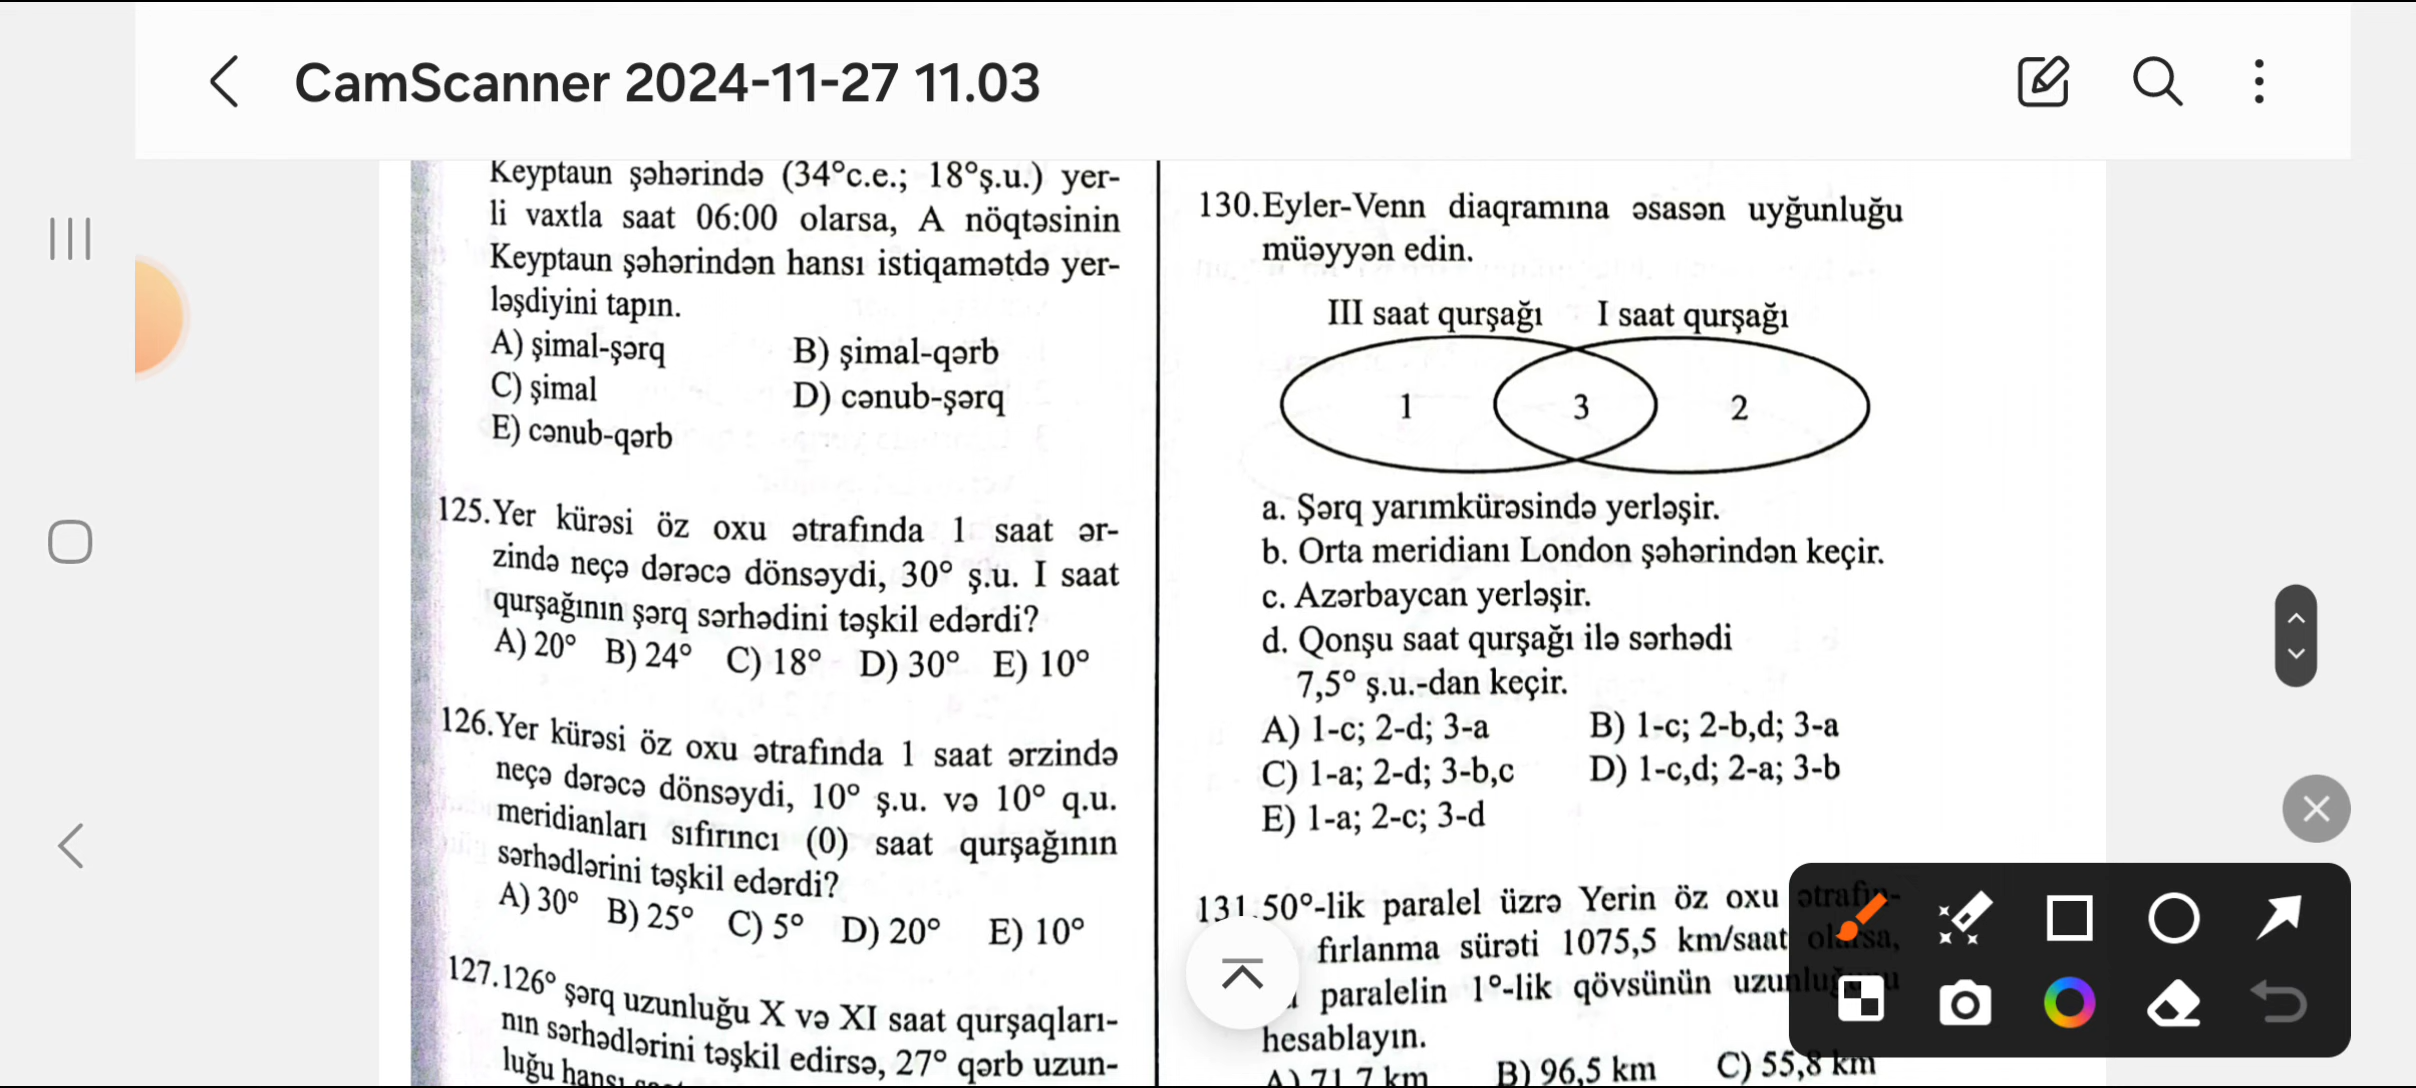 CamScanner 2024-11-27 11.03
Keyptaun şəhərində (34°c.e.; 18°ş.u.) yer-
li vaxtla saat 06:00 olarsa, A nöqtəsinin
Keyptaun şəhərindən hansı istiqamətdə yer-
ləşdiyini tapın.
A) şimal-şərq B) şimal-qərb
C) şimal D) cənub-şərq
E) cənub-qərb
125. Yer kürəsi öz oxu ətrafında 1 saat ər-
zində neçə dərəcə dönsəydi, 30° ş.u. I saat
qurşağının şərq sərhədini təşkil edərdi?
A) 20° B) 24° C) 18° D) 30° E) 10°
126. Yer kürəsi öz oxu ətrafında 1 saat ərzində
neçə dərəcə dönsəydi, 10° ş.u. və 10° q.u.
meridianları sıfırıncı (0) saat qurşağının
sərhədlərini təşkil edərdi?
A) 30° B) 25° C) 5° D) 20° E) 10°
127. 126° şərq uzunluğu X və XI saat qurşaqları-
nın sərhədlərini təşkil edirsə, 27° qərb uzun-
luğu hansı
130. Eyler-Venn diaqramına əsasən uyğunluğu
müəyyən edin.
III saat qurşağı I saat qurşağı
1 3 2
a. Şərq yarımkürəsində yerləşir.
b. Orta meridianı London şəhərindən keçir.
c. Azərbaycan yerləşir.
d. Qonşu saat qurşağı ilə sərhədi
7,5° ş.u.-dan keçir.
A) 1-c; 2-d; 3-a B) 1-c; 2-b,d; 3-a
C) 1-a; 2-d; 3-b,c D) 1-c,d; 2-a; 3-b
E) 1-a; 2-c; 3-d
131. 50°-lik paralel üzrə Yerin öz oxu ətrafın-
fırlanma sürəti 1075,5 km/saat olarsa,
paralelin 1°-lik qövsünün uzunluğunu
hesablayın.
A) 71,7 km B) 96,5 km C) 55,8 km